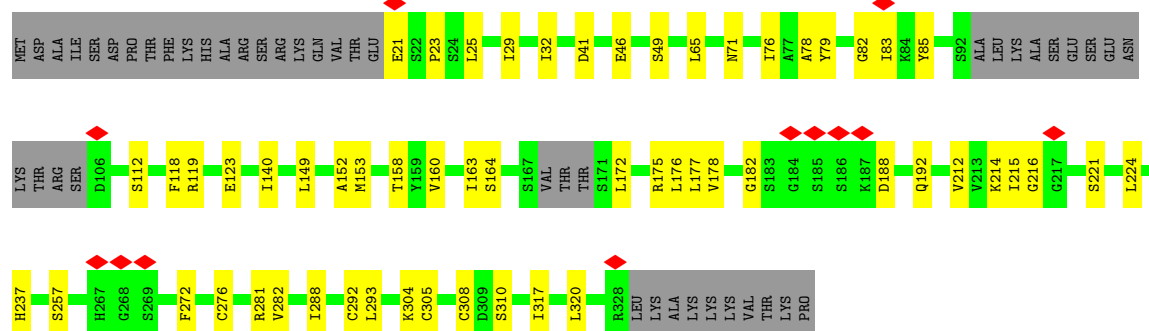 MET ASP ALA ILE SER ASP PRO THR PHE LYS HIS ALA ARG SER ARG LYS GLN VAL THR GLU E21 S22 P23 S24 L25 I29 I32 D41 E46 S49 L65 N71 I76 A77 A78 Y79 G82 I83 K84 Y85 S92 ALA LEU LYS ALA SER GLU SER GLU ASN
LYS THR ARG SER D106 S112 F118 R119 E123 I140 L149 A152 M153 T158 Y159 V160 I163 S164 S167 VAL THR THR S171 L172 R175 L176 L177 V178 G182 S183 G184 S185 S186 K187 D188 Q192 V212 V213 K214 I215 G216 G217 S221 L224
H237 S257 H267 G268 S269 F272 C276 R281 V282 I288 C292 L293 K304 C305 C308 D309 S310 I317 L320 R328 LEU LYS ALA LYS LYS LYS VAL THR LYS PRO